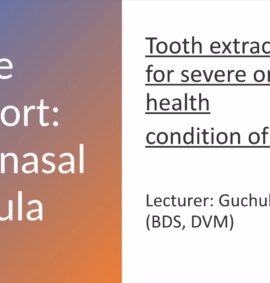 e
ort:
nasal
ula
Tooth extrac
for severe or
health
condition of
Lecturer: Guchul
(BDS, DVM)